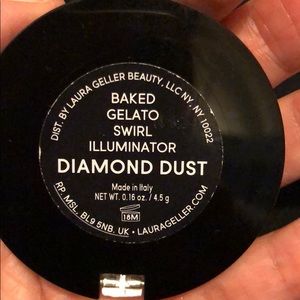 DIST. BY LAURA GELLER BEAUTY, LLC NY, NY 10022
BAKED
GELATO
SWIRL
ILLUMINATOR
DIAMOND DUST
Made in Italy
NET WT. 0.16 oz. / 4.5 g
18M
RP. MSL, BL9 5NB. UK • LAURAGELLER.COM